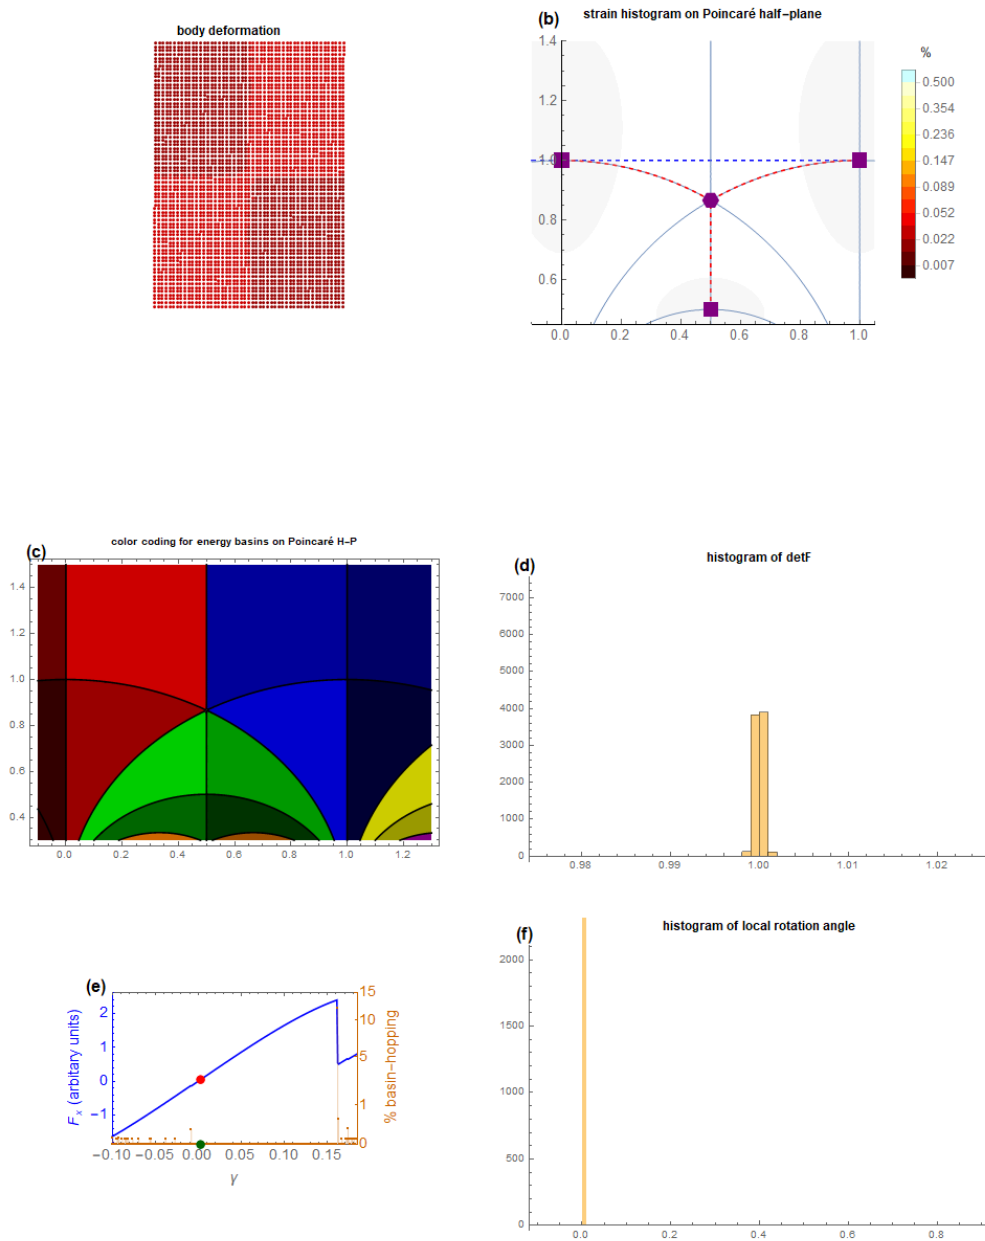 body deformation
(b)
strain histogram on Poincaré half-plane
1.4
1.2
1.0
0.8
0.6
0.0 0.2 0.4 0.6 0.8 1.0
%
0.500
0.354
0.236
0.147
0.089
0.052
0.022
0.007
(c)
color coding for energy basins on Poincaré H-P
1.4
1.2
1.0
0.8
0.6
0.4
0.0 0.2 0.4 0.6 0.8 1.0 1.2
(d)
histogram of detF
7000
6000
5000
4000
3000
2000
1000
0
0.98 0.99 1.00 1.01 1.02
(e)
F_x (arbitary units)
2
1
0
-1
-0.10 -0.05 0.00 0.05 0.10 0.15
γ
15
10
5
1
0
% basin-hopping
(f)
histogram of local rotation angle
2000
1500
1000
500
0
0.0 0.2 0.4 0.6 0.8